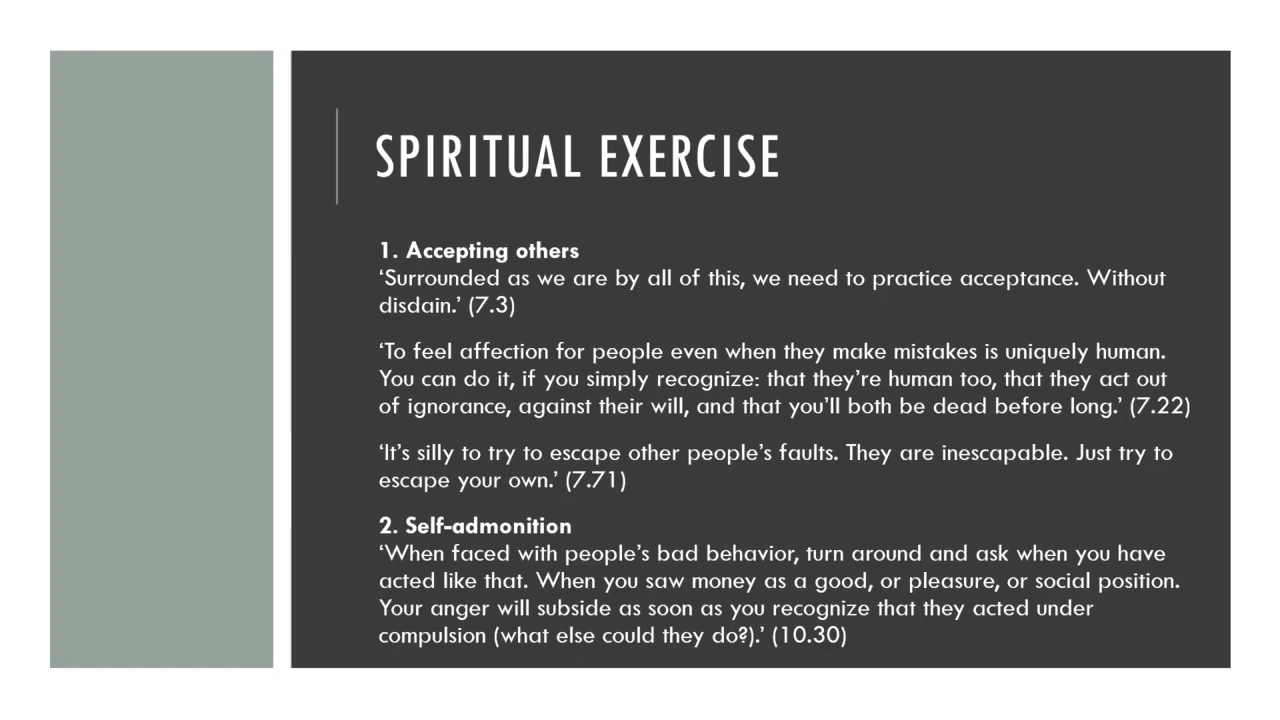 SPIRITUAL EXERCISE
1. Accepting others
‘Surrounded as we are by all of this, we need to practice acceptance. Without
disdain.’ (7.3)
‘To feel affection for people even when they make mistakes is uniquely human.
You can do it, if you simply recognize: that they’re human too, that they act out
of ignorance, against their will, and that you’ll both be dead before long.’ (7.22)
‘It’s silly to try to escape other people’s faults. They are inescapable. Just try to
escape your own.’ (7.71)
2. Self-admonition
‘When faced with people’s bad behavior, turn around and ask when you have
acted like that. When you saw money as a good, or pleasure, or social position.
Your anger will subside as soon as you recognize that they acted under
compulsion (what else could they do?).’ (10.30)